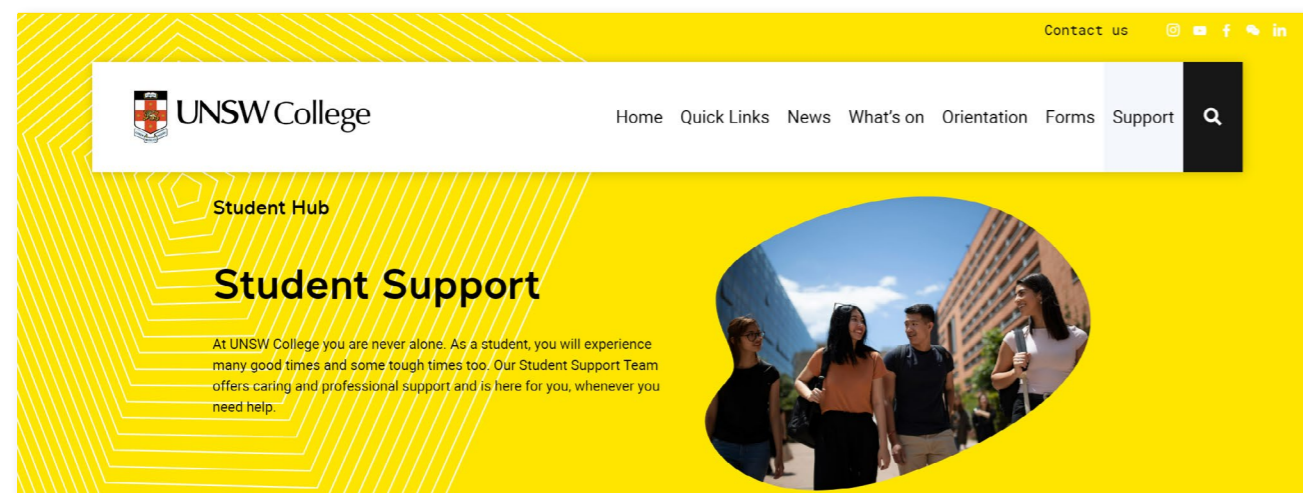 Contact us
UNSW College
Home Quick Links News What's on Orientation Forms Support
Student Hub
Student Support
At UNSW College you are never alone. As a student, you will experience
many good times and some tough times too. Our Student Support Team
offers caring and professional support and is here for you, whenever you
need help.